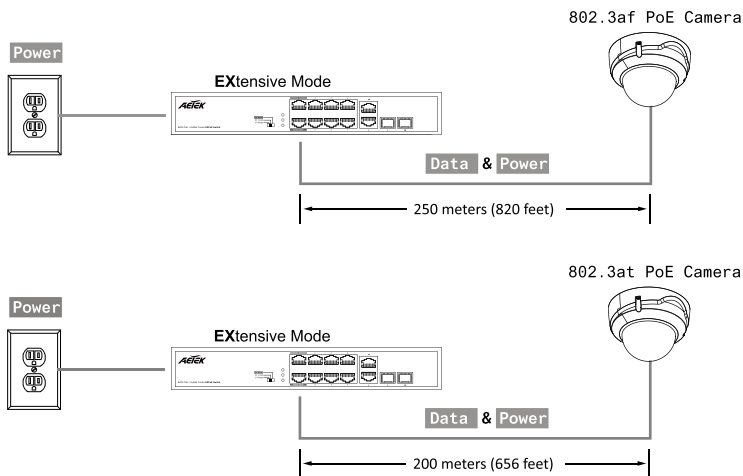 802.3af PoE Camera
Power
EXtensive Mode
AETEK
Data & Power
250 meters (820 feet)
802.3at PoE Camera
Power
EXtensive Mode
AETEK
Data & Power
200 meters (656 feet)